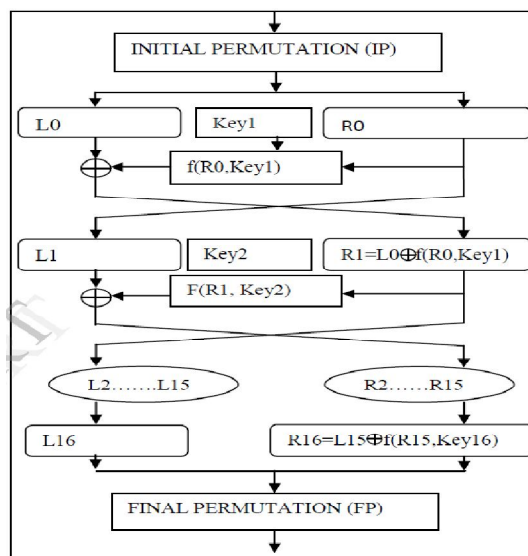 INITIAL PERMUTATION (IP)
L0
Key1
R0
f(R0,Key1)
L1
Key2
R1=L0⊕f(R0,Key1)
F(R1, Key2)
L2.......L15
R2......R15
L16
R16=L15⊕f(R15,Key16)
FINAL PERMUTATION (FP)